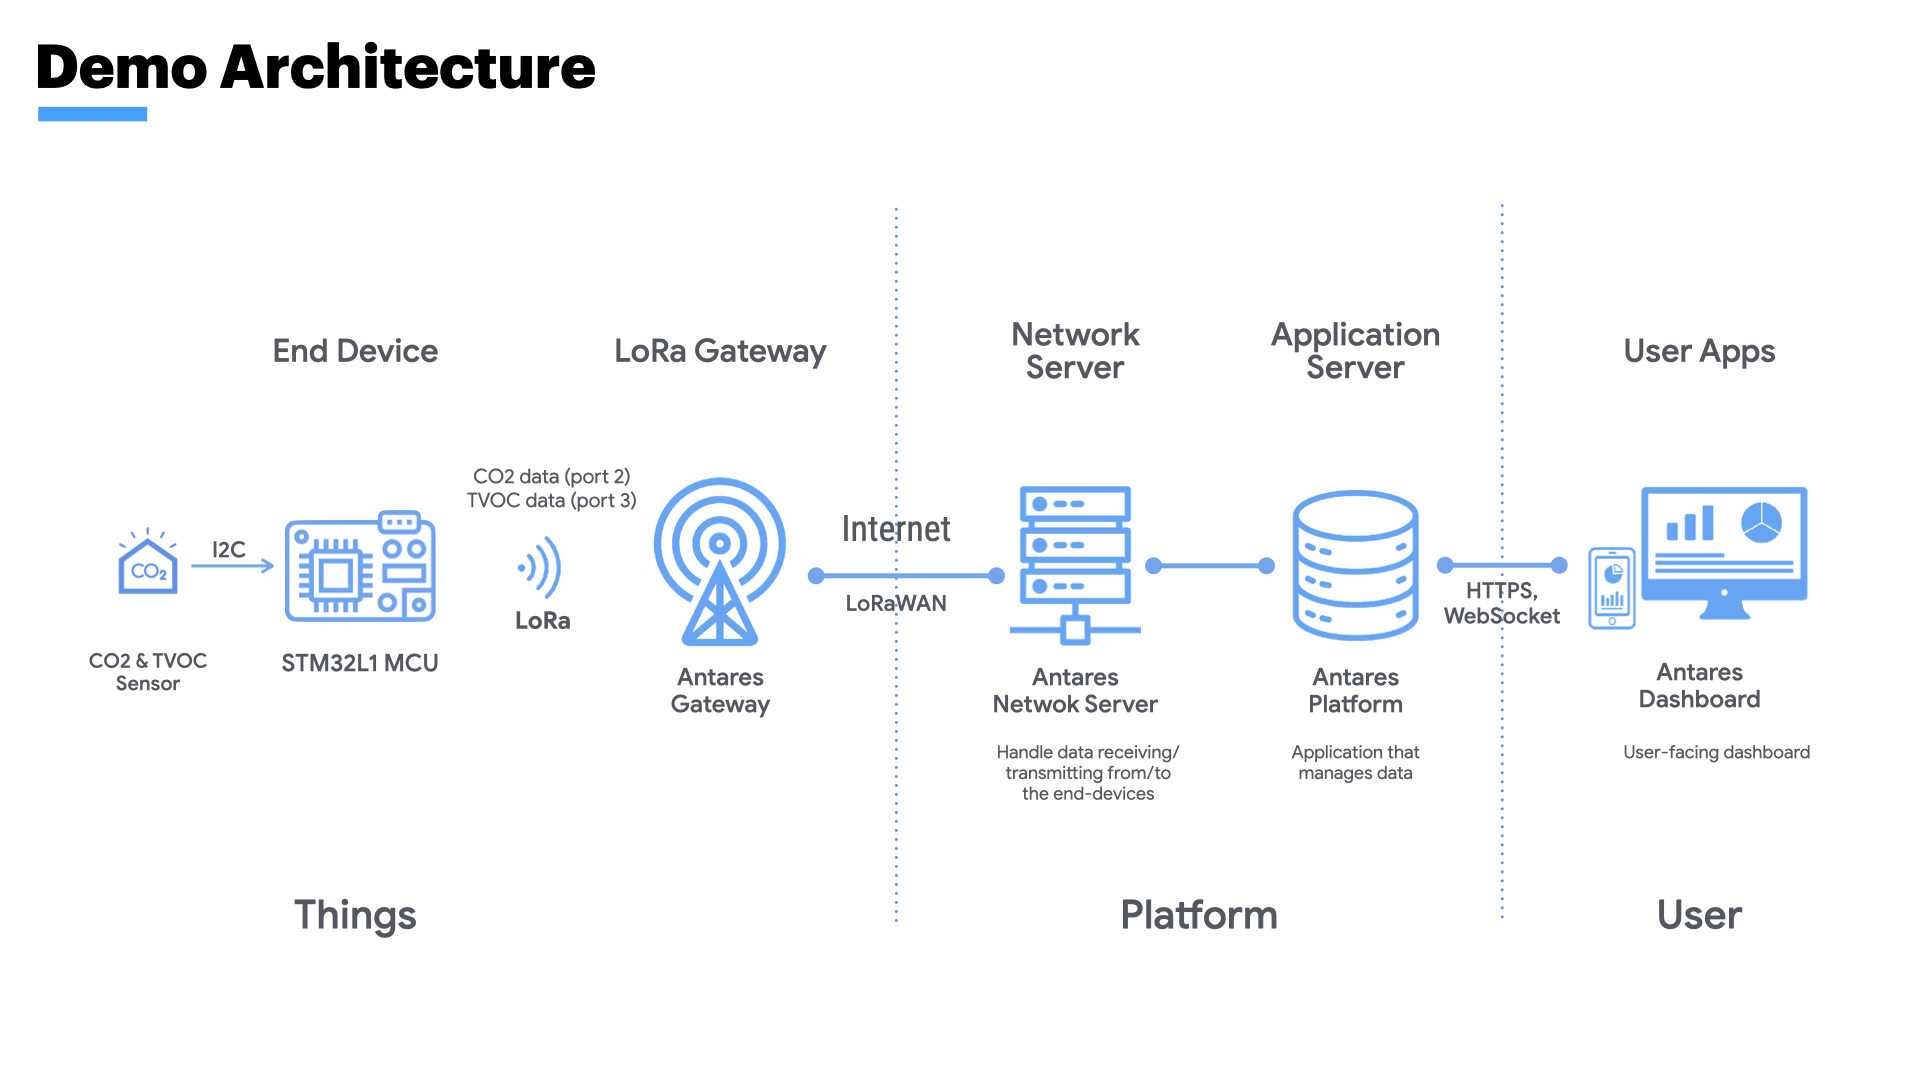 Demo Architecture
End Device
LoRa Gateway
Network
Server
Application
Server
User Apps
CO2
I2C
CO2 & TVOC
Sensor
STM32L1 MCU
CO2 data (port 2)
TVOC data (port 3)
LoRa
Antares
Gateway
Internet
LoRaWAN
Antares
Netwok Server
Handle data receiving/
transmitting from/to
the end-devices
Antares
Platform
Application that
manages data
HTTPS,
WebSocket
Antares
Dashboard
User-facing dashboard
Things
Platform
User